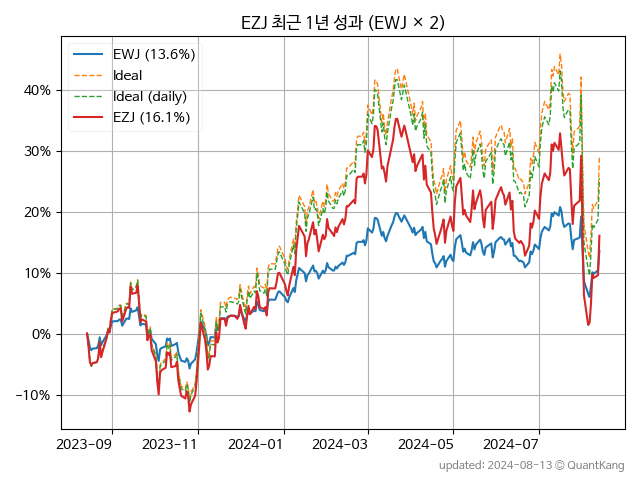 EZJ 최근 1년 성과 (EWJ × 2)
EWJ (13.6%)
Ideal
Ideal (daily)
EZJ (16.1%)
40%
30%
20%
10%
0%
−10%
2023-09 2023-11 2024-01 2024-03 2024-05 2024-07
updated: 2024-08-13 © QuantKang